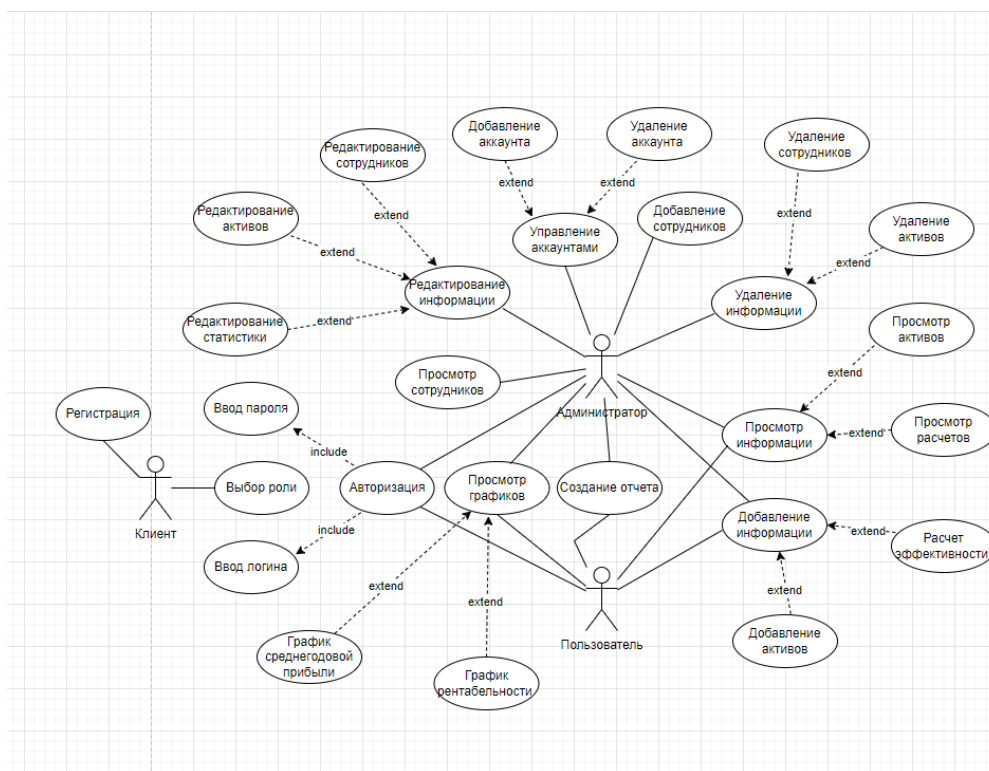 Добавление
аккаунта
Удаление
аккаунта
Удаление
сотрудников
Редактирование
сотрудников
extend
extend
Редактирование
активов
extend
Добавление
сотрудников
extend
Удаление
активов
Управление
аккаунтами
extend
extend
Редактирование
информации
Удаление
информации
Редактирование
статистики
extend
Просмотр
активов
Просмотр
сотрудников
extend
Регистрация
Ввод пароля
Администратор
Просмотр
информации
extend
Просмотр
расчетов
include
Выбор роли
Авторизация
Просмотр
графиков
Создание отчета
Клиент
include
Добавление
информации
extend
Расчет
эффективности
Ввод логина
extend
extend
extend
График
среднегодовой
прибыли
Пользователь
Добавление
активов
График
рентабельности